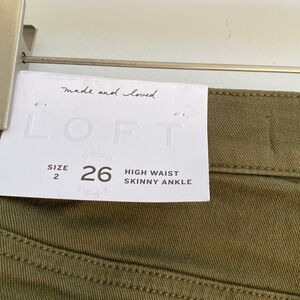 made and loved
LOFT
SIZE
2
26
HIGH WAIST
SKINNY ANKLE